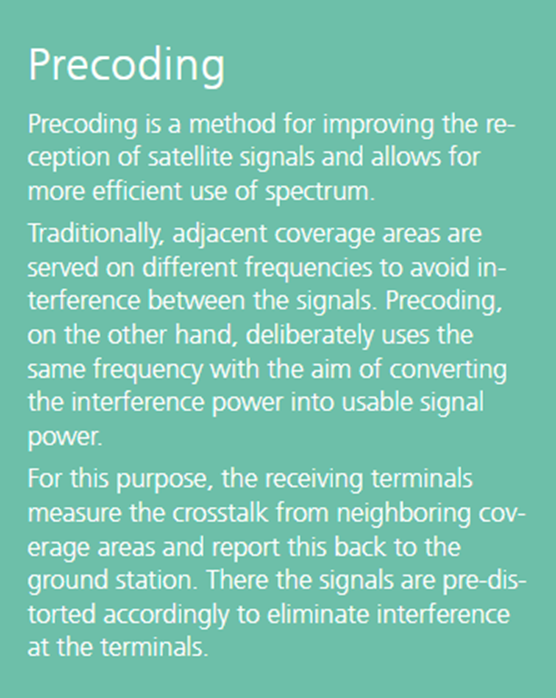 Precoding
Precoding is a method for improving the re-
ception of satellite signals and allows for
more efficient use of spectrum.
Traditionally, adjacent coverage areas are
served on different frequencies to avoid in-
terference between the signals. Precoding,
on the other hand, deliberately uses the
same frequency with the aim of converting
the interference power into usable signal
power.
For this purpose, the receiving terminals
measure the crosstalk from neighboring cov-
erage areas and report this back to the
ground station. There the signals are pre-dis-
torted accordingly to eliminate interference
at the terminals.